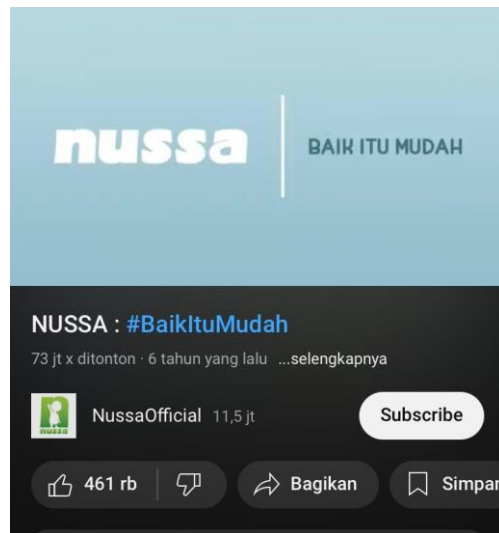 nussa
BAIK ITU MUDAH
NUSSA : #BaikItuMudah
73 jt x ditonton · 6 tahun yang lalu ...selengkapnya
nussa
NussaOfficial 11,5 jt
Subscribe
461 rb
Bagikan
Simpan